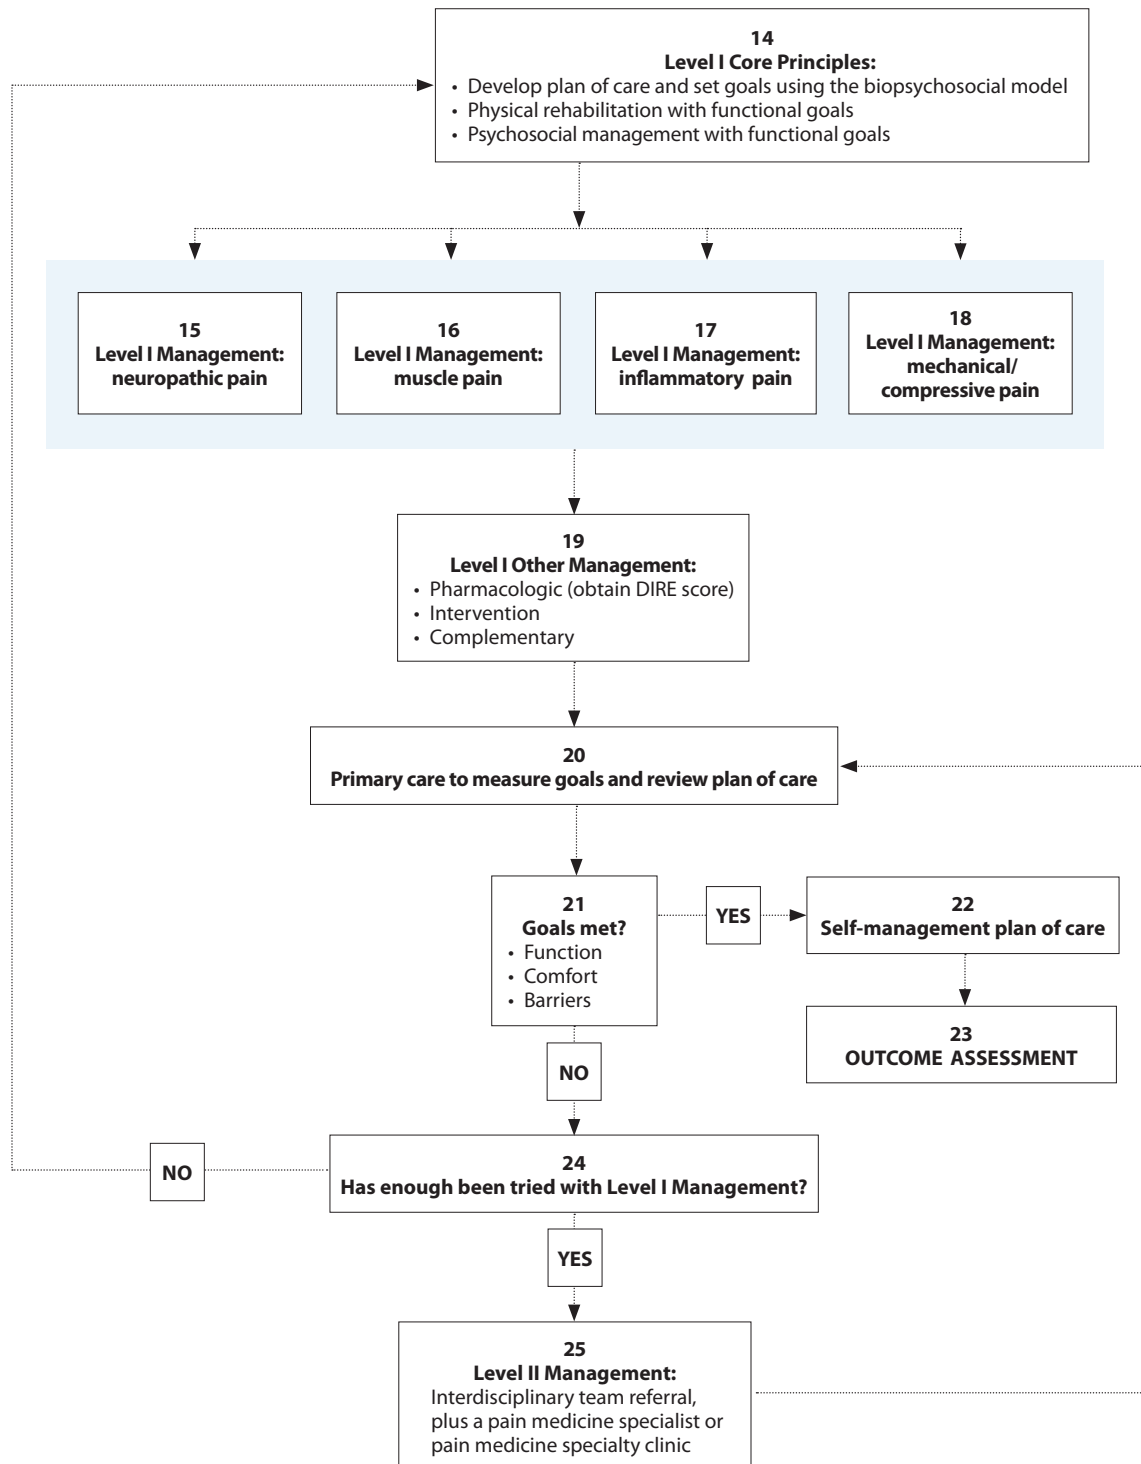 14
Level I Core Principles:
• Develop plan of care and set goals using the biopsychosocial model
• Physical rehabilitation with functional goals
• Psychosocial management with functional goals
15
Level I Management:
neuropathic pain
16
Level I Management:
muscle pain
17
Level I Management:
inflammatory pain
18
Level I Management:
mechanical/
compressive pain
19
Level I Other Management:
• Pharmacologic (obtain DIRE score)
• Intervention
• Complementary
20
Primary care to measure goals and review plan of care
21
Goals met?
• Function
• Comfort
• Barriers
YES
22
Self-management plan of care
23
OUTCOME ASSESSMENT
NO
24
Has enough been tried with Level I Management?
NO
YES
25
Level II Management:
Interdisciplinary team referral,
plus a pain medicine specialist or
pain medicine specialty clinic